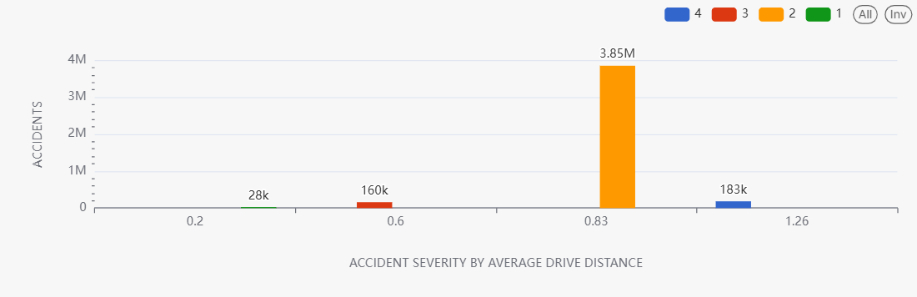 4 3 2 1 All Inv
3.85M
4M
3M
2M
1M
0
ACCIDENTS
28k
160k
183k
0.2 0.6 0.83 1.26
ACCIDENT SEVERITY BY AVERAGE DRIVE DISTANCE